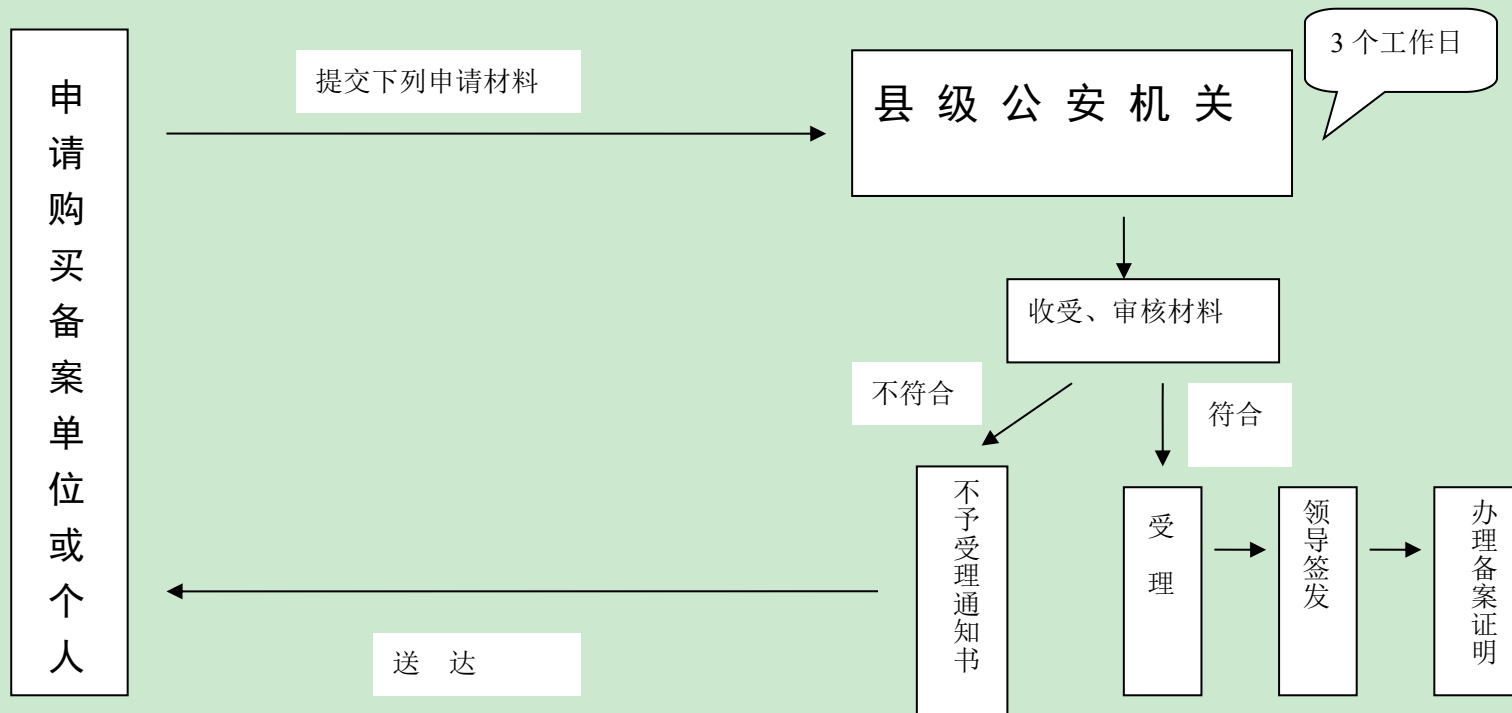 申请购买备案单位或个人
提交下列申请材料
县级公安机关
3个工作日
收受、审核材料
不符合
符合
不予受理通知书
受理
领导签发
办理备案证明
送 达